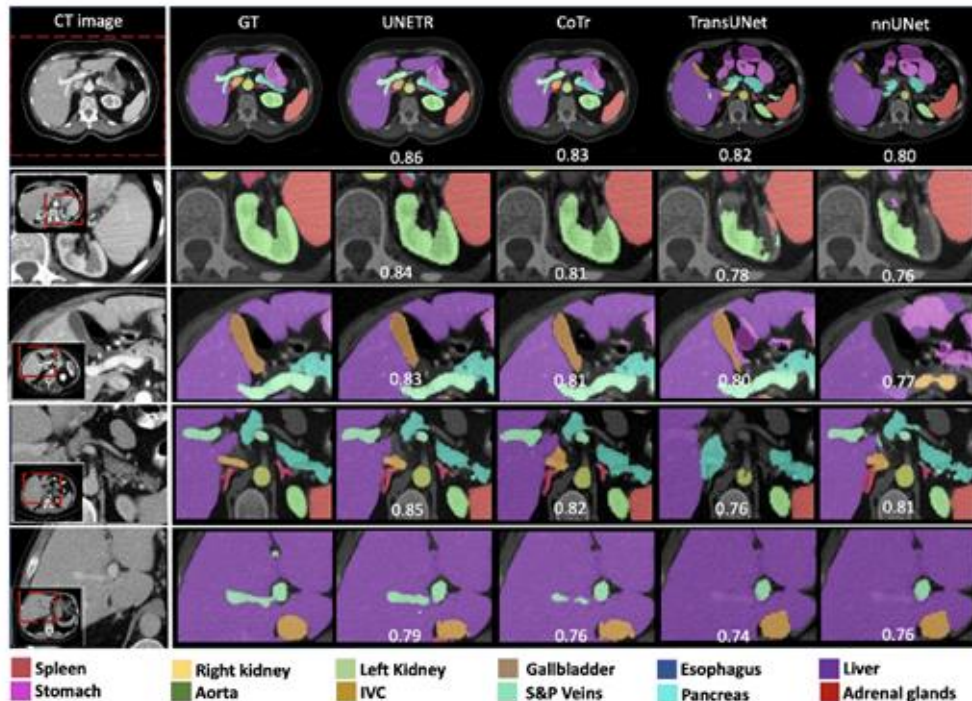 CT image GT UNETR CoTr TransUNet nnUNet
0.86 0.83 0.82 0.80
0.84 0.81 0.78 0.76
0.83 0.81 0.80 0.77
0.85 0.82 0.76 0.81
0.79 0.76 0.74 0.76
Spleen Right kidney Left Kidney Gallbladder Esophagus Liver
Stomach Aorta IVC S&P Veins Pancreas Adrenal glands